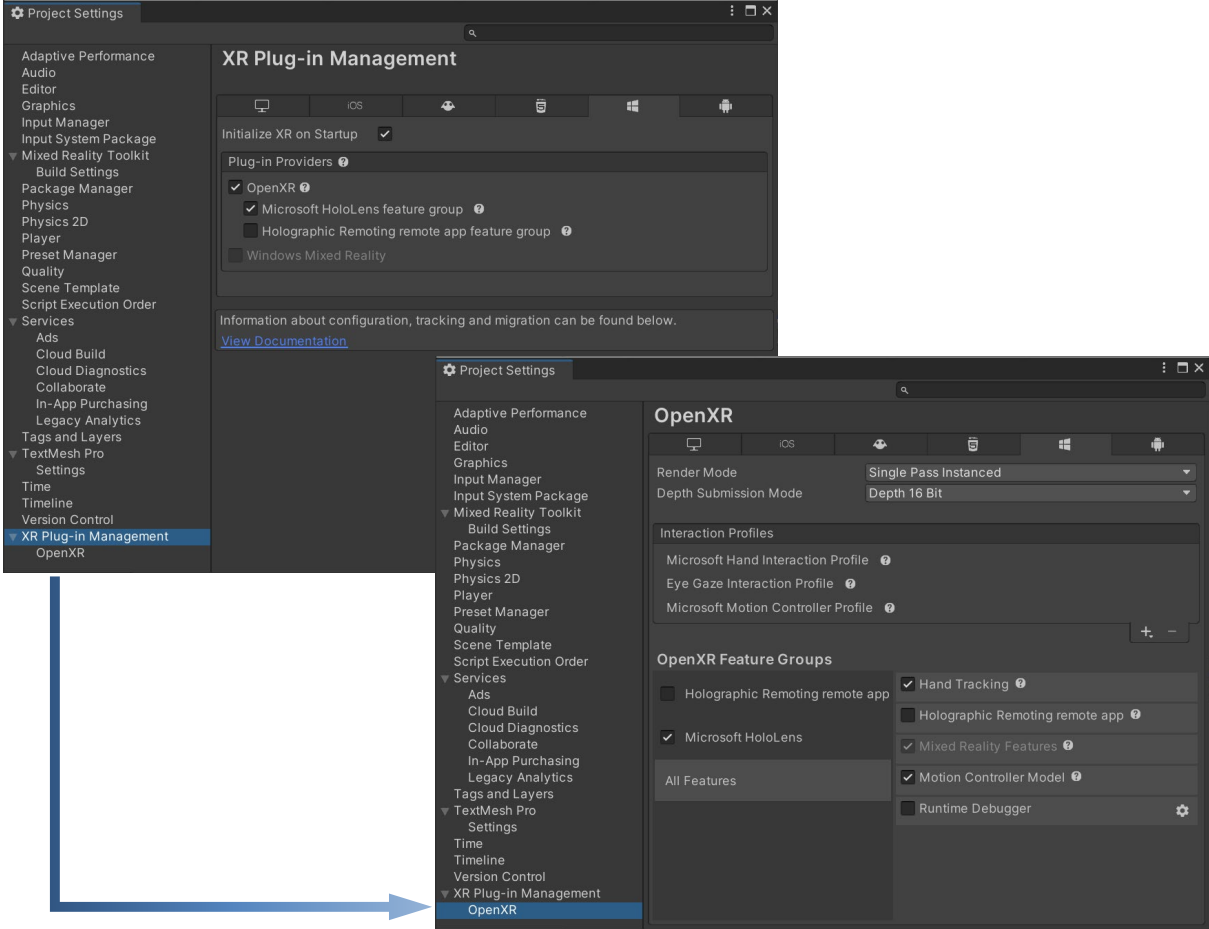 Project Settings
Adaptive Performance
Audio
Editor
Graphics
Input Manager
Input System Package
Mixed Reality Toolkit
Build Settings
Package Manager
Physics
Physics 2D
Player
Preset Manager
Quality
Scene Template
Script Execution Order
Services
Ads
Cloud Build
Cloud Diagnostics
Collaborate
In-App Purchasing
Legacy Analytics
Tags and Layers
TextMesh Pro
Settings
Time
Timeline
Version Control
XR Plug-in Management
OpenXR
XR Plug-in Management
iOS
Initialize XR on Startup
Plug-in Providers
OpenXR
Microsoft HoloLens feature group
Holographic Remoting remote app feature group
Windows Mixed Reality
Information about configuration, tracking and migration can be found below.
View Documentation
Project Settings
Adaptive Performance
Audio
Editor
Graphics
Input Manager
Input System Package
Mixed Reality Toolkit
Build Settings
Package Manager
Physics
Physics 2D
Player
Preset Manager
Quality
Scene Template
Script Execution Order
Services
Ads
Cloud Build
Cloud Diagnostics
Collaborate
In-App Purchasing
Legacy Analytics
Tags and Layers
TextMesh Pro
Settings
Time
Timeline
Version Control
XR Plug-in Management
OpenXR
OpenXR
iOS
Render Mode Single Pass Instanced
Depth Submission Mode Depth 16 Bit
Interaction Profiles
Microsoft Hand Interaction Profile
Eye Gaze Interaction Profile
Microsoft Motion Controller Profile
OpenXR Feature Groups
Holographic Remoting remote app
Microsoft HoloLens
All Features
Hand Tracking
Holographic Remoting remote app
Mixed Reality Features
Motion Controller Model
Runtime Debugger